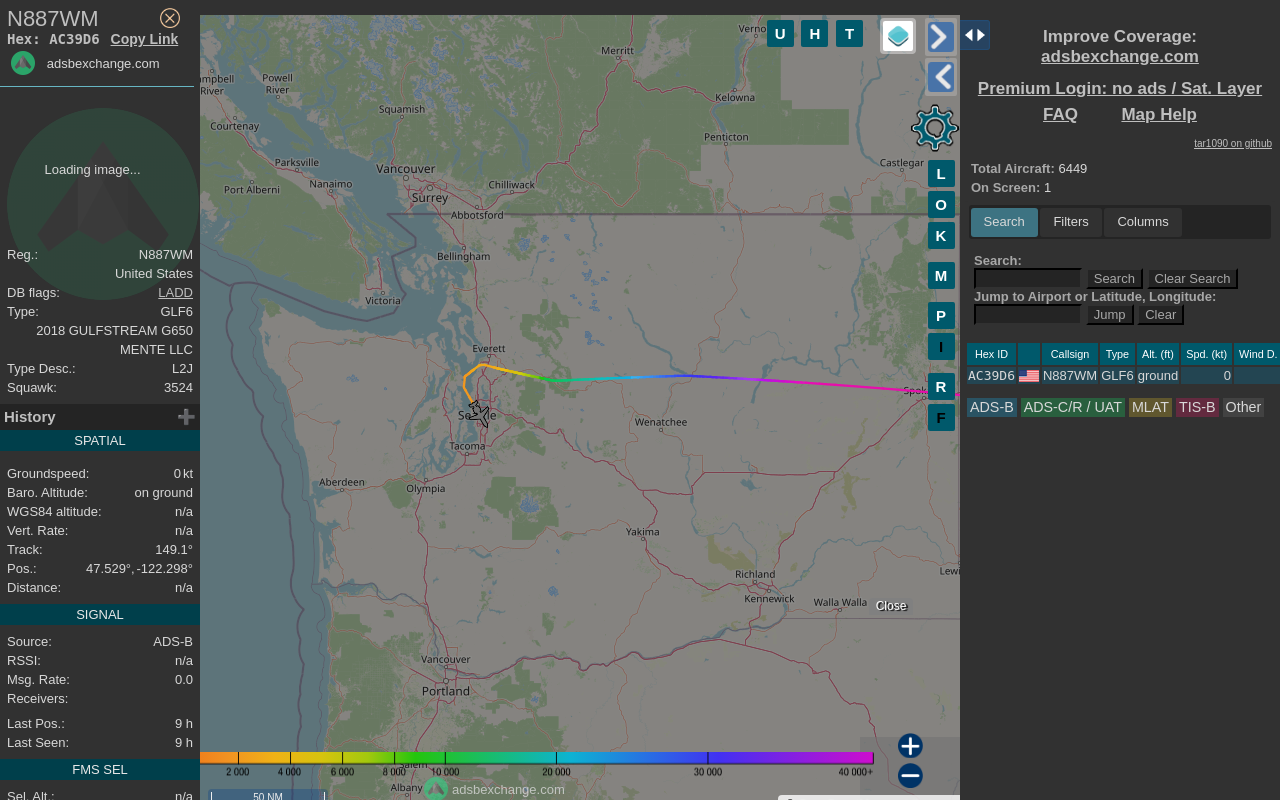 N887WM
Hex: AC39D6 Copy Link
adsbexchange.com
Loading image...
Reg.: N887WM
United States
DB flags: LADD
Type: GLF6
2018 GULFSTREAM G650
MENTE LLC
Type Desc.: L2J
Squawk: 3524
History
SPATIAL
Groundspeed: 0 kt
Baro. Altitude: on ground
WGS84 altitude: n/a
Vert. Rate: n/a
Track: 149.1°
Pos.: 47.529°, -122.298°
Distance: n/a
SIGNAL
Source: ADS-B
RSSI: n/a
Msg. Rate: 0.0
Receivers:
Last Pos.: 9 h
Last Seen: 9 h
FMS SEL
Sel. Alt.: n/a
U H T
L
O
K
M
P
I
R
F
Merritt
Kelowna
Powell
River
Squamish
Courtenay
Penticton
Parksville
Vancouver
Castlegar
Port Alberni
Nanaimo
Chilliwack
Surrey
Abbotsford
Bellingham
Victoria
Everett
Wenatchee
Tacoma
Aberdeen
Olympia
Yakima
Richland
Kennewick
Walla Walla
Close
Vancouver
Portland
Albany
2 000 4 000 6 000 8 000 10 000 20 000 30 000 40 000+
adsbexchange.com
50 NM
Improve Coverage:
adsbexchange.com
Premium Login: no ads / Sat. Layer
FAQ Map Help
tar1090 on github
Total Aircraft: 6449
On Screen: 1
Search Filters Columns
Search:
Search Clear Search
Jump to Airport or Latitude, Longitude:
Jump Clear
Hex ID Callsign Type Alt. (ft) Spd. (kt) Wind D.
AC39D6 N887WM GLF6 ground 0
ADS-B ADS-C/R / UAT MLAT TIS-B Other